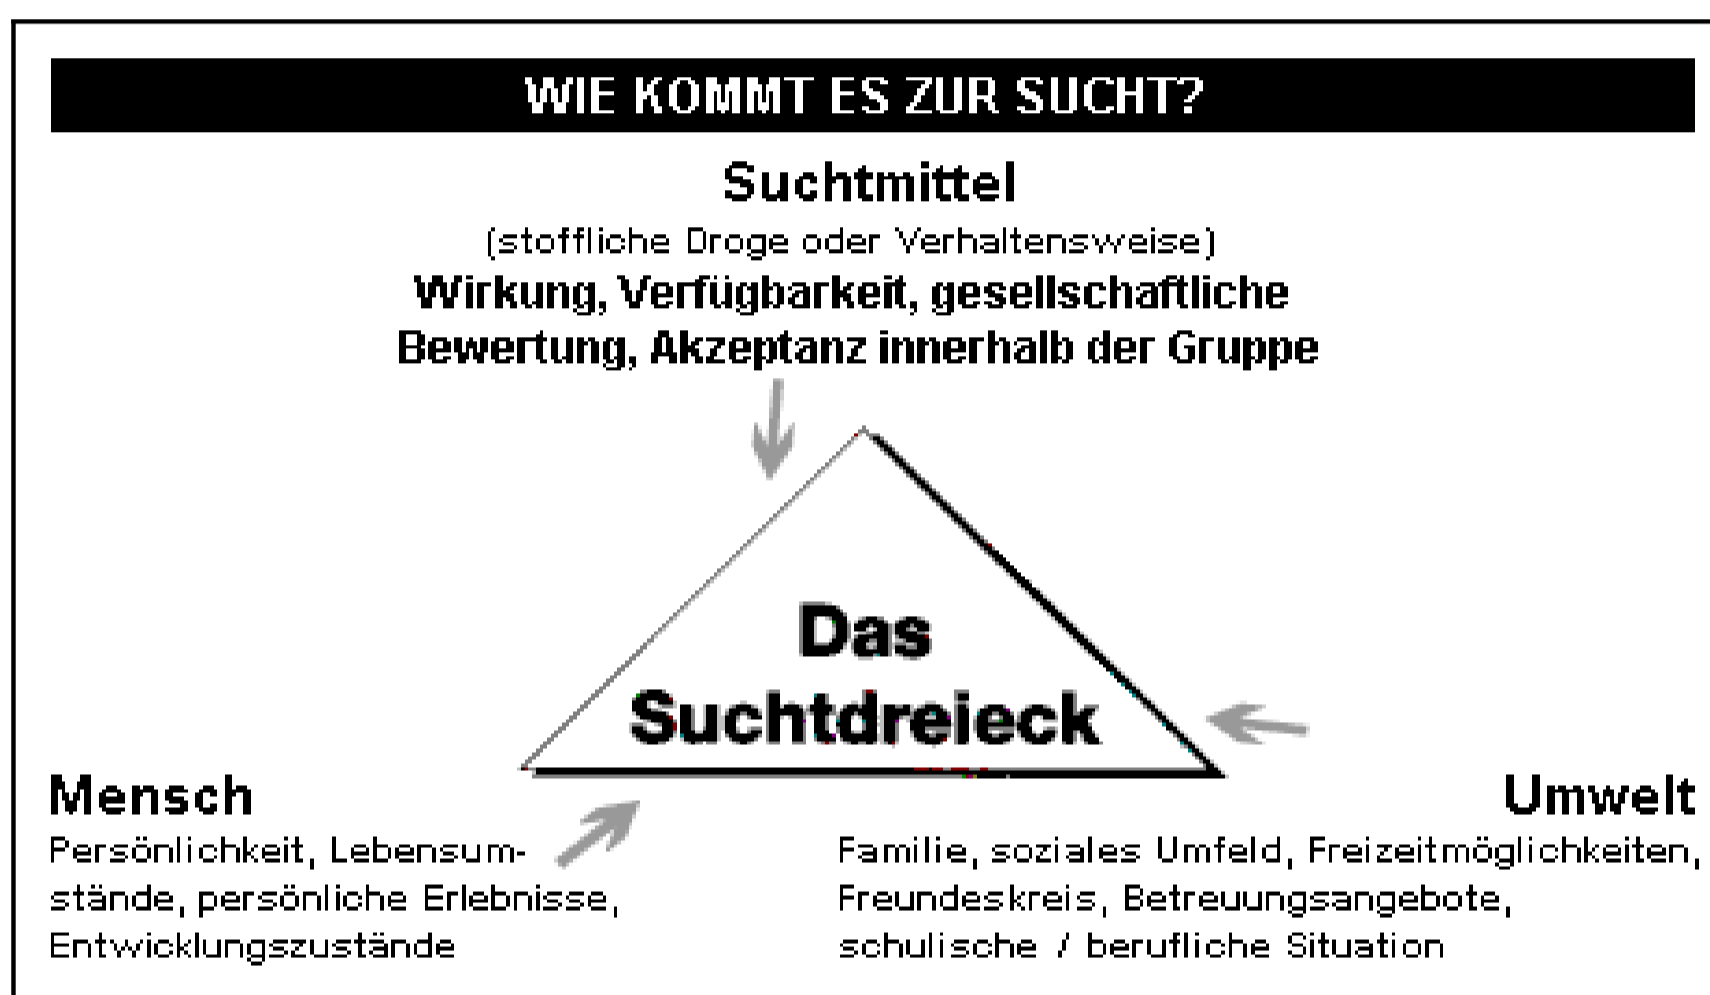 WIE KOMMT ES ZUR SUCHT?
Suchtmittel
(stoffliche Droge oder Verhaltensweise)
Wirkung, Verfügbarkeit, gesellschaftliche
Bewertung, Akzeptanz innerhalb der Gruppe
Das
Suchtdreieck
Mensch
Persönlichkeit, Lebensum-
stände, persönliche Erlebnisse,
Entwicklungszustände
Umwelt
Familie, soziales Umfeld, Freizeitmöglichkeiten,
Freundeskreis, Betreuungsangebote,
schulische / berufliche Situation